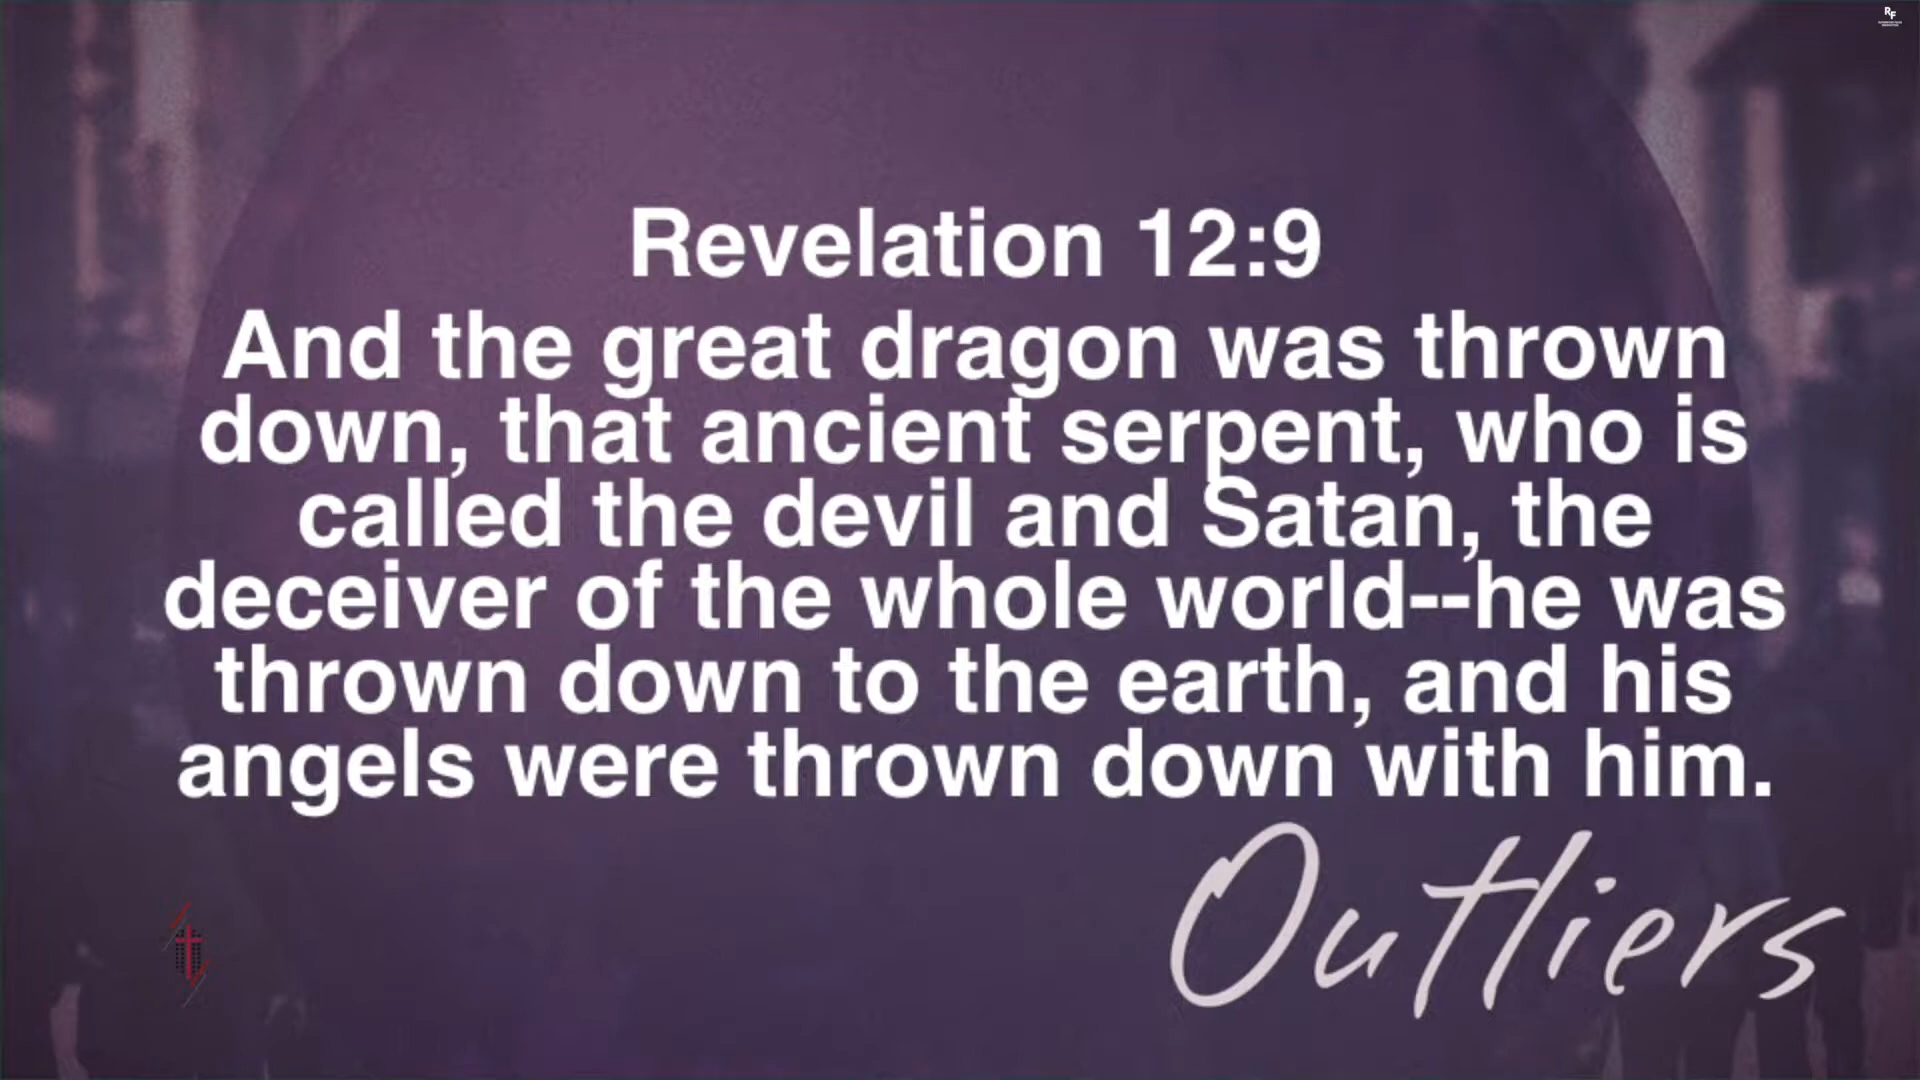 RF
Revelation 12:9
And the great dragon was thrown
down, that ancient serpent, who is
called the devil and Satan, the
deceiver of the whole world--he was
thrown down to the earth, and his
angels were thrown down with him.
Outliers